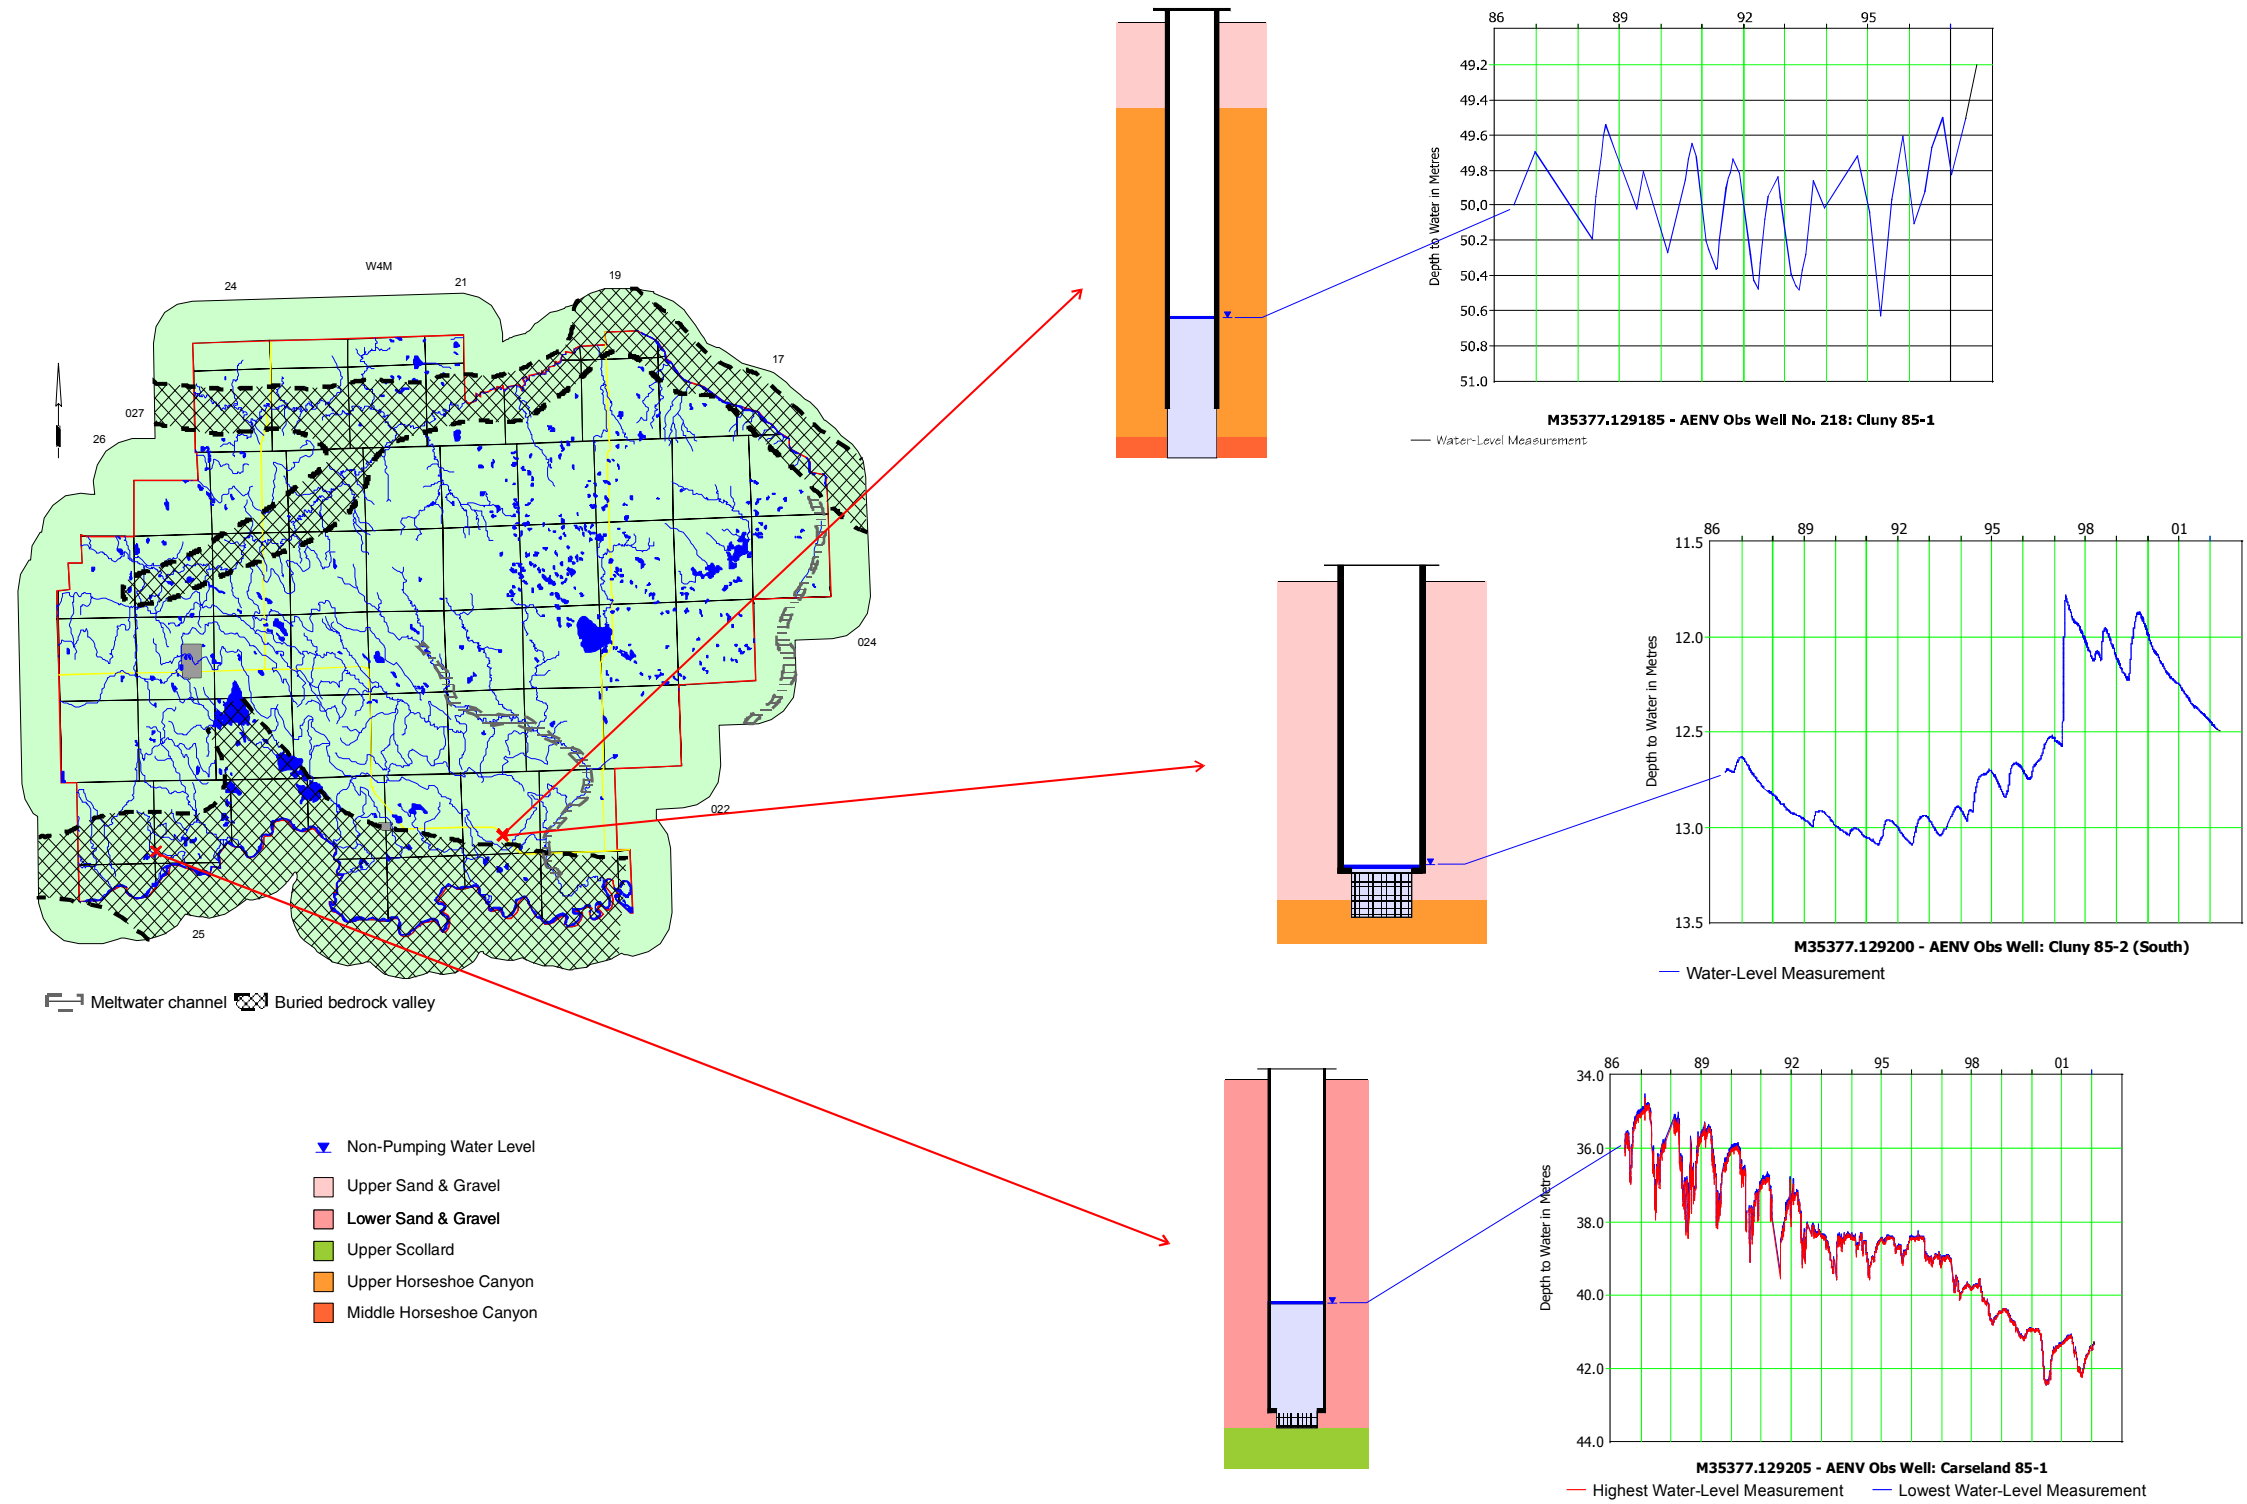 W4M
24
21
19
17
027
26
024
022
25
Meltwater channel
Buried bedrock valley
Non-Pumping Water Level
Upper Sand & Gravel
Lower Sand & Gravel
Upper Scollard
Upper Horseshoe Canyon
Middle Horseshoe Canyon
86 89 92 95
Depth to Water in Metres
49.2
49.4
49.6
49.8
50.0
50.2
50.4
50.6
50.8
51.0
M35377.129185 - AENV Obs Well No. 218: Cluny 85-1
Water-Level Measurement
86 89 92 95 98 01
Depth to Water in Metres
11.5
12.0
12.5
13.0
13.5
M35377.129200 - AENV Obs Well: Cluny 85-2 (South)
Water-Level Measurement
86 89 92 95 98 01
Depth to Water in Metres
34.0
36.0
38.0
40.0
42.0
44.0
M35377.129205 - AENV Obs Well: Carseland 85-1
Highest Water-Level Measurement Lowest Water-Level Measurement